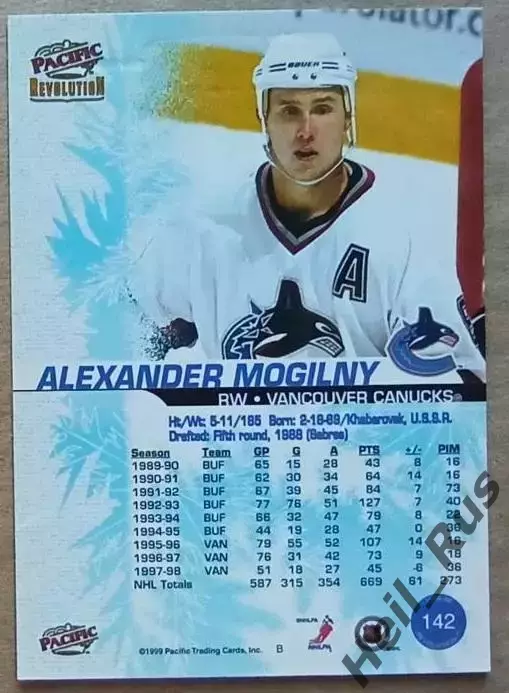 PACIFIC
REVOLUTION
BAUER
A
ALEXANDER MOGILNY
RW • VANCOUVER CANUCKS
Ht/Wt: 5-11/185 Born: 2-18-69/Khabarovsk, U.S.S.R.
Drafted: Fifth round, 1988 (Sabres)
Season Team GP G A PTS +/- PIM
1989-90 BUF 65 15 28 43 8 16
1990-91 BUF 62 30 34 64 14 16
1991-92 BUF 67 39 45 84 7 73
1992-93 BUF 77 76 51 127 7 40
1993-94 BUF 66 32 47 79 8 22
1994-95 BUF 44 19 28 47 0 36
1995-96 VAN 79 55 52 107 14 16
1996-97 VAN 76 31 42 73 9 18
1997-98 VAN 51 18 27 45 -6 36
NHL Totals 587 315 354 669 61 273
Heil_Rus
142
PACIFIC
©1999 Pacific Trading Cards, Inc. B
NHLPA